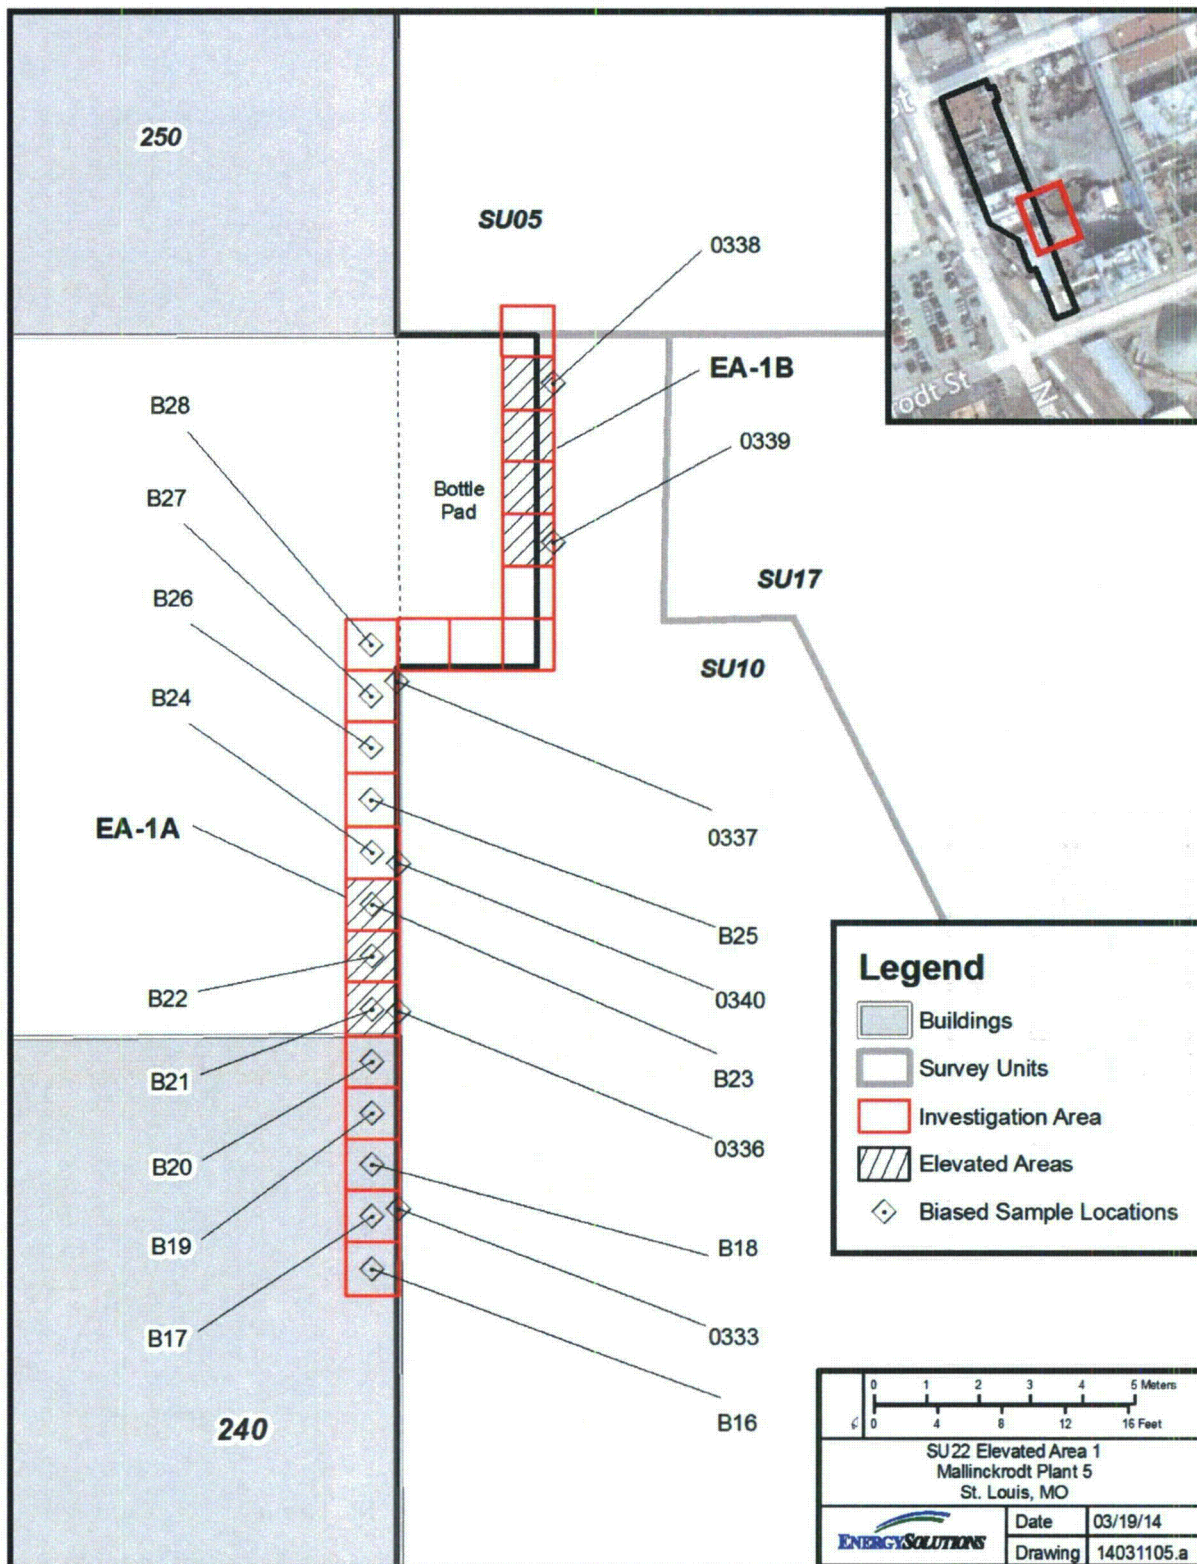 250
SU05
0338
EA-1B
0339
B28
B27
Bottle
Pad
B26
SU17
SU10
B24
0337
EA-1A
B25
B22
0340
B21
B23
B20
0336
B19
B18
B17
0333
B16
240
St
rodt St
N
Legend
Buildings
Survey Units
Investigation Area
Elevated Areas
Biased Sample Locations
0 1 2 3 4 5 Meters
0 4 8 12 16 Feet
SU22 Elevated Area 1
Mallinckrodt Plant 5
St. Louis, MO
ENERGYSOLUTIONS
Date 03/19/14
Drawing 14031105.a